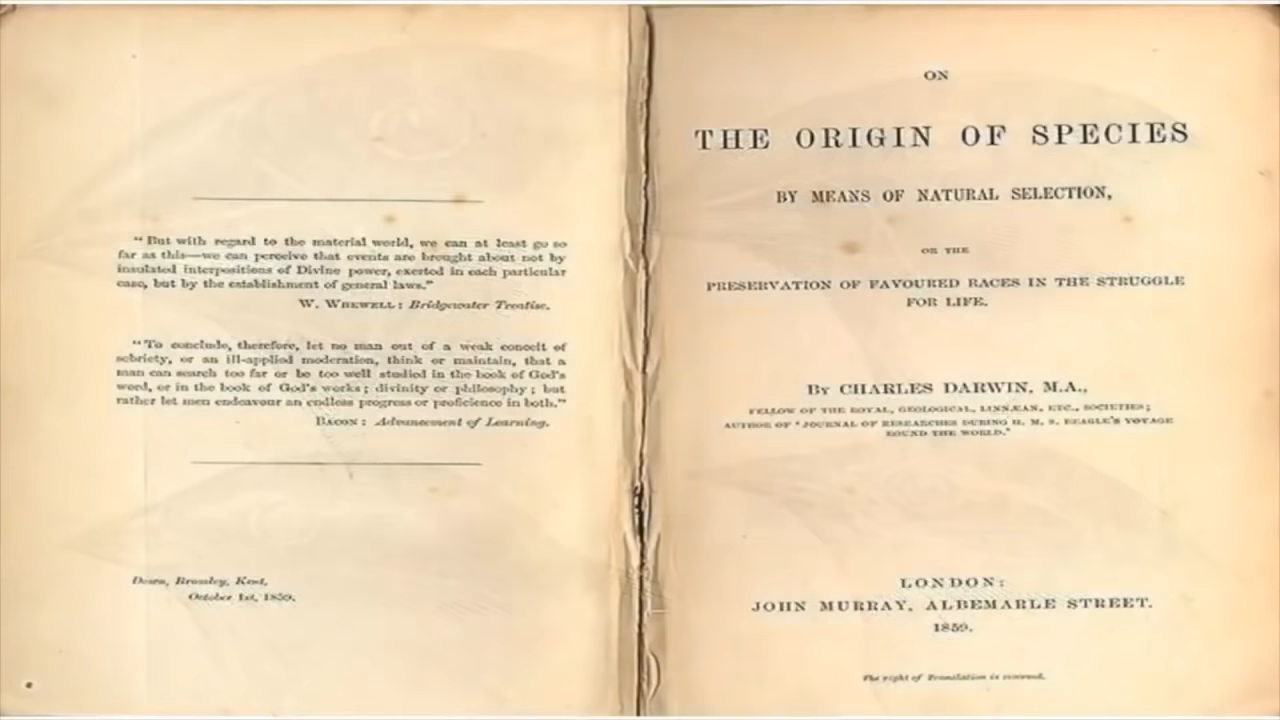 “But with regard to the material world, we can at least go so
far as this—we can perceive that events are brought about not by
insulated interpositions of Divine power, exerted in each particular
case, but by the establishment of general laws.”
W. WHEWELL: Bridgewater Treatise.
“To conclude, therefore, let no man out of a weak conceit of
sobriety, or an ill-applied moderation, think or maintain, that a
man can search too far or be too well studied in the book of God's
word, or in the book of God's works; divinity or philosophy; but
rather let men endeavour an endless progress or proficience in both.”
BACON: Advancement of Learning.
Down, Bromley, Kent,
October 1st, 1859.
ON
THE ORIGIN OF SPECIES
BY MEANS OF NATURAL SELECTION,
OR THE
PRESERVATION OF FAVOURED RACES IN THE STRUGGLE
FOR LIFE.
By CHARLES DARWIN, M.A.,
FELLOW OF THE ROYAL, GEOLOGICAL, LINNÆAN, ETC., SOCIETIES;
AUTHOR OF ‘JOURNAL OF RESEARCHES DURING H. M. S. BEAGLE'S VOYAGE
ROUND THE WORLD.’
LONDON:
JOHN MURRAY, ALBEMARLE STREET.
1859.
The right of Translation is reserved.